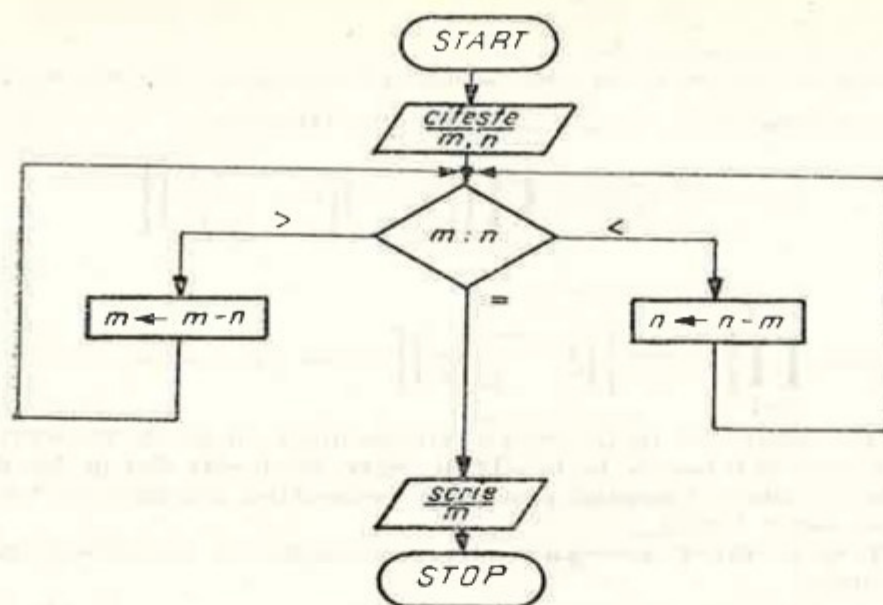 START
citeste
m, n
m : n
>
<
=
m ← m - n
n ← n - m
scrie
m
STOP